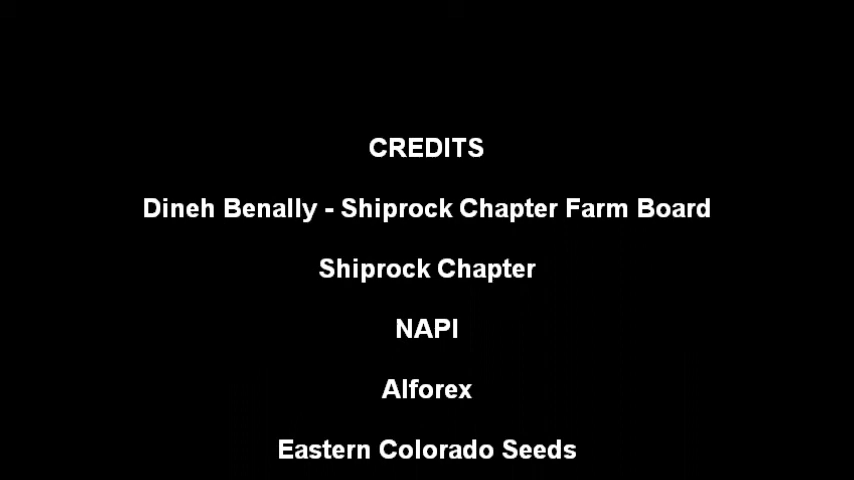 CREDITS
Dineh Benally - Shiprock Chapter Farm Board
Shiprock Chapter
NAPI
Alforex
Eastern Colorado Seeds